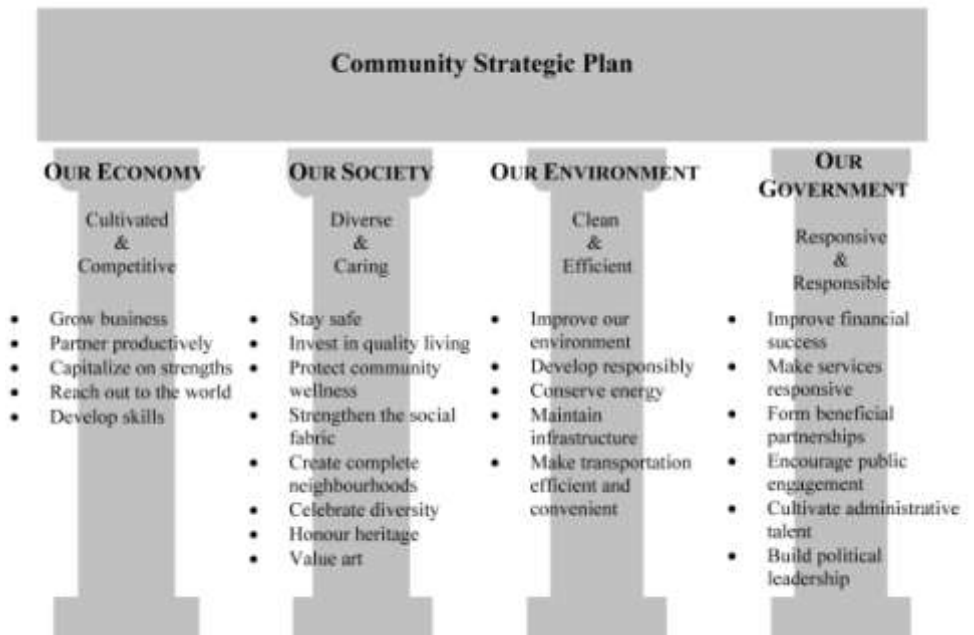 Community Strategic Plan
OUR ECONOMY
Cultivated
&
Competitive
• Grow business
• Partner productively
• Capitalize on strengths
• Reach out to the world
• Develop skills
OUR SOCIETY
Diverse
&
Caring
• Stay safe
• Invest in quality living
• Protect community
wellness
• Strengthen the social
fabric
• Create complete
neighbourhoods
• Celebrate diversity
• Honour heritage
• Value art
OUR ENVIRONMENT
Clean
&
Efficient
• Improve our
environment
• Develop responsibly
• Conserve energy
• Maintain
infrastructure
• Make transportation
efficient and
convenient
OUR
GOVERNMENT
Responsive
&
Responsible
• Improve financial
success
• Make services
responsive
• Form beneficial
partnerships
• Encourage public
engagement
• Cultivate administrative
talent
• Build political
leadership